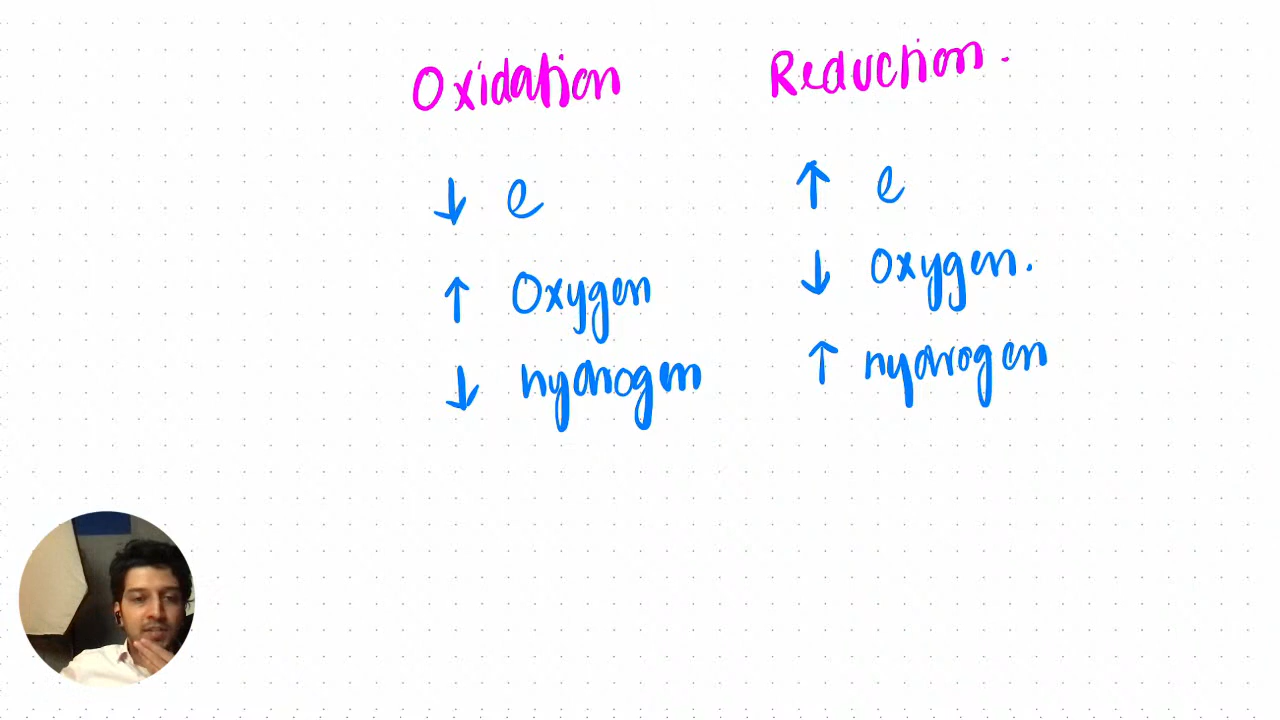 Oxidation Reduction.
↓ e ↑ e
↑ Oxygen ↓ Oxygen.
↓ hydrogen ↑ hydrogen